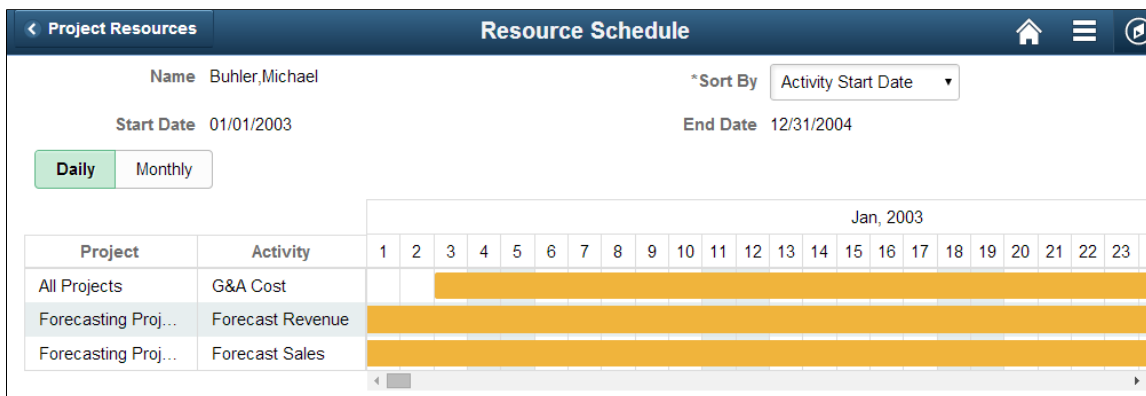 Project Resources Resource Schedule
Name Buhler,Michael *Sort By Activity Start Date
Start Date 01/01/2003 End Date 12/31/2004
Daily Monthly
Jan, 2003
Project Activity 1 2 3 4 5 6 7 8 9 10 11 12 13 14 15 16 17 18 19 20 21 22 23
All Projects G&A Cost
Forecasting Proj... Forecast Revenue
Forecasting Proj... Forecast Sales